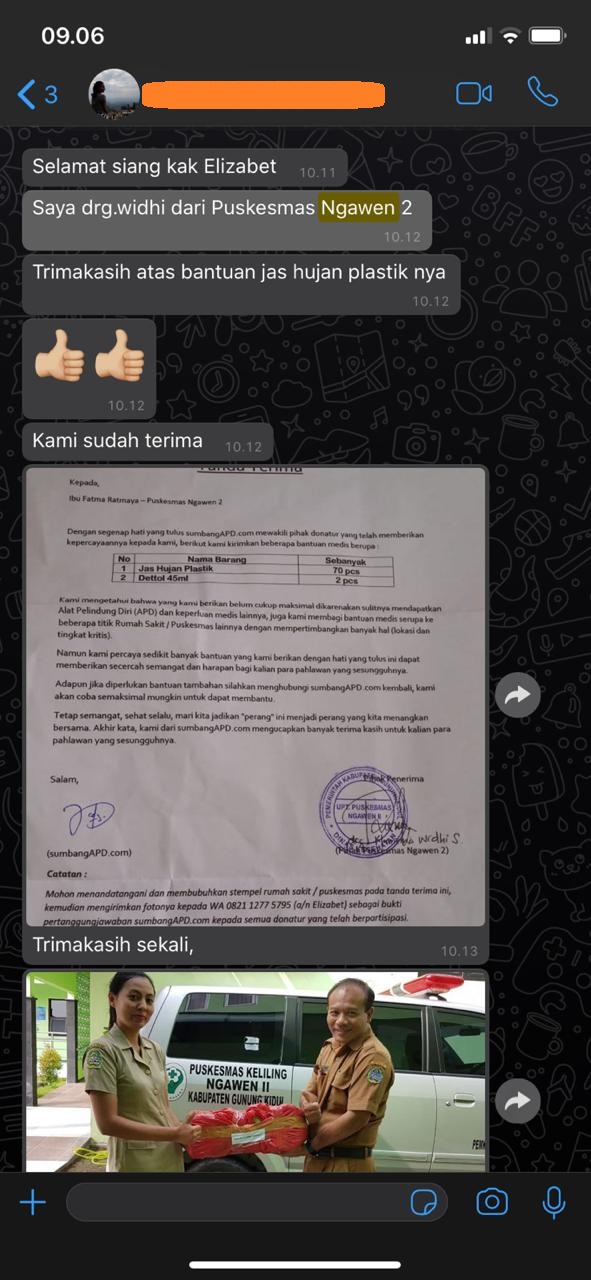 09.06
3
Selamat siang kak Elizabet 10.11
Saya drg.widhi dari Puskesmas Ngawen 2
10.12
Trimakasih atas bantuan jas hujan plastik nya
10.12
10.12
Kami sudah terima 10.12
Tanda Terima
Kepada,
Ibu Fatma Ratmaya – Puskesmas Ngawen 2
Dengan segenap hati yang tulus sumbangAPD.com mewakili pihak donatur yang telah memberikan
kepercayaannya kepada kami, berikut kami kirimkan beberapa bantuan medis berupa :
No Nama Barang Sebanyak
1 Jas Hujan Plastik 70 pcs
2 Dettol 45ml 2 pcs
Kami mengetahui bahwa yang kami berikan belum cukup maksimal dikarenakan sulitnya mendapatkan
Alat Pelindung Diri (APD) dan keperluan medis lainnya, juga kami membagi bantuan medis serupa ke
beberapa titik Rumah Sakit / Puskesmas lainnya dengan mempertimbangkan banyak hal (lokasi dan
tingkat kritis).
Namun kami percaya sedikit banyak bantuan yang kami berikan dengan hati yang tulus ini dapat
memberikan secercah semangat dan harapan bagi kalian para pahlawan yang sesungguhnya.
Adapun jika diperlukan bantuan tambahan silahkan menghubungi sumbangAPD.com kembali, kami
akan coba semaksimal mungkin untuk dapat membantu.
Tetap semangat, sehat selalu, mari kita jadikan "perang" ini menjadi perang yang kita menangkan
bersama. Akhir kata, kami dari sumbangAPD.com mengucapkan banyak terima kasih untuk kalian para
pahlawan yang sesungguhnya.
Salam,
Pihak Penerima
PEMERINTAH KABUPATEN
UPT PUSKESMAS
NGAWEN II
widhi S.
(sumbangAPD.com)
(Pihak Puskesmas Ngawen 2)
Catatan :
Mohon menandatangani dan membubuhkan stempel rumah sakit / puskesmas pada tanda terima ini,
kemudian mengirimkan fotonya kepada WA 0821 1277 5795 (a/n Elizabet) sebagai bukti
pertanggungjawaban sumbangAPD.com kepada semua donatur yang telah berpartisipasi.
Trimakasih sekali, 10.13
PUSKESMAS KELILING
NGAWEN II
KABUPATEN GUNUNG KIDUL